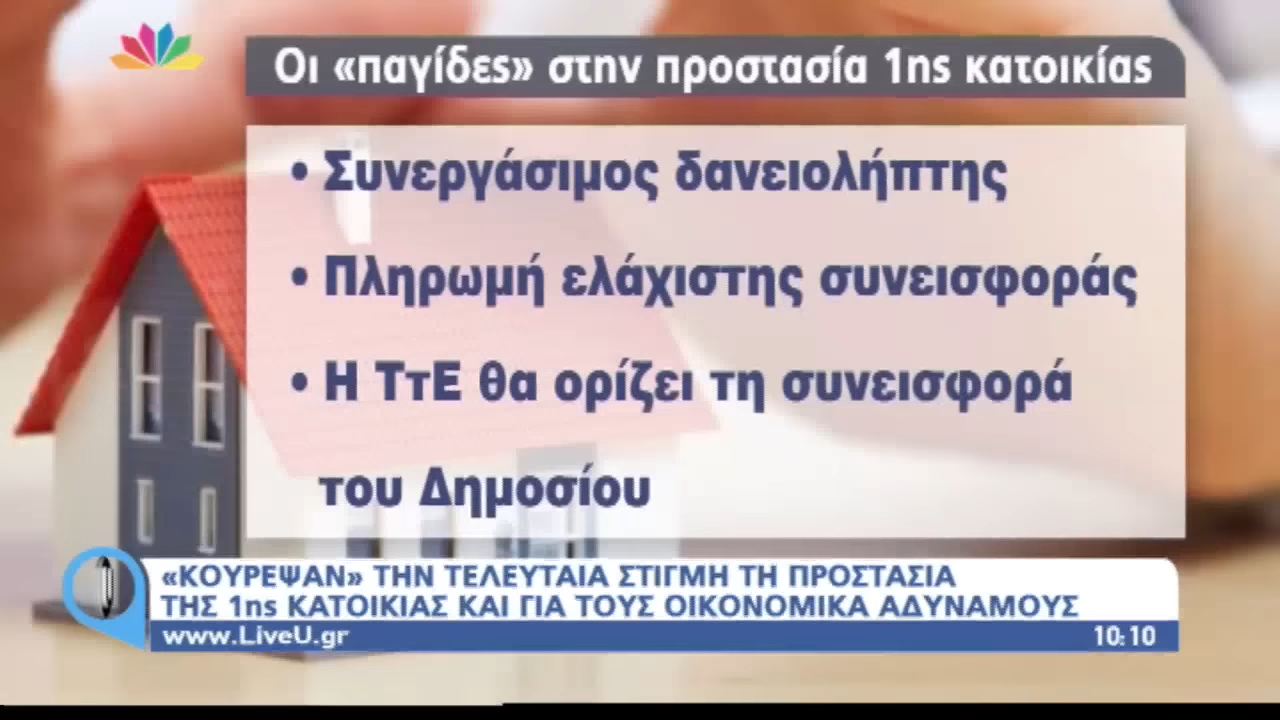 Οι «παγίδες» στην προστασία 1ης κατοικίας
• Συνεργάσιμος δανειολήπτης
• Πληρωμή ελάχιστης συνεισφοράς
• Η ΤτΕ θα ορίζει τη συνεισφορά
του Δημοσίου
«ΚΟΥΡΕΨΑΝ» ΤΗΝ ΤΕΛΕΥΤΑΙΑ ΣΤΙΓΜΗ ΤΗ ΠΡΟΣΤΑΣΙΑ
ΤΗΣ 1ης ΚΑΤΟΙΚΙΑΣ ΚΑΙ ΓΙΑ ΤΟΥΣ ΟΙΚΟΝΟΜΙΚΑ ΑΔΥΝΑΜΟΥΣ
www.LiveU.gr 10:10